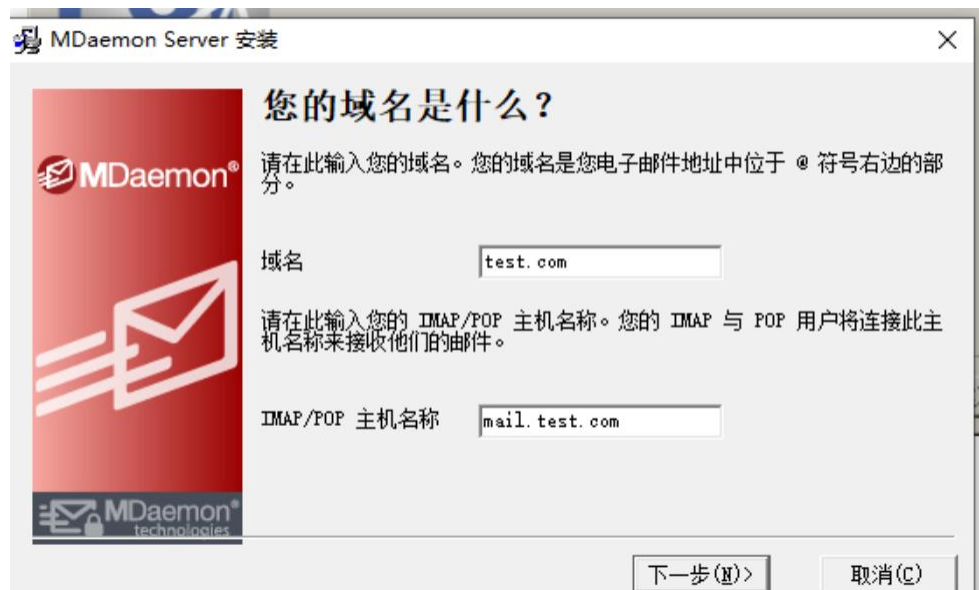 MDaemon Server 安装
您的域名是什么？
请在此输入您的域名。您的域名是您电子邮件地址中位于 @ 符号右边的部
分。
MDaemon®
域名
test.com
请在此输入您的 IMAP/POP 主机名称。您的 IMAP 与 POP 用户将连接此主
机名称来接收他们的邮件。
IMAP/POP 主机名称
mail.test.com
MDaemon®
technologies
下一步(N)>
取消(C)